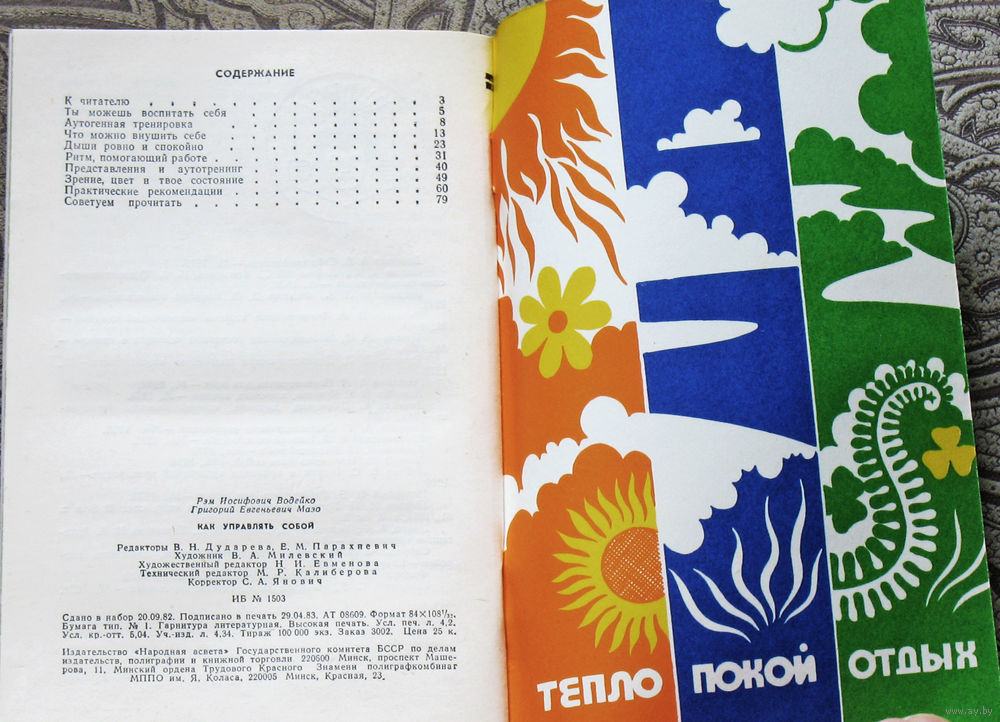 СОДЕРЖАНИЕ
К читателю . . . . . . . . . . . . 3
Ты можешь воспитать себя . . . . . . . . 5
Аутогенная тренировка . . . . . . . . . 8
Что можно внушить себе . . . . . . . . . 13
Дыши ровно и спокойно . . . . . . . . . 23
Ритм, помогающий работе . . . . . . . . . 31
Представления и аутотренинг . . . . . . . . 40
Зрение, цвет и твое состояние . . . . . . . . 49
Практические рекомендации . . . . . . . . . 60
Советуем прочитать . . . . . . . . . . 79
Рэм Иосифович Водейко
Григорий Евгеньевич Мазо
КАК УПРАВЛЯТЬ СОБОЙ
Редакторы В. Н. Дударева, Е. М. Парахневич
Художник В. А. Милевский
Художественный редактор Н. И. Евменова
Технический редактор М. Р. Калиберова
Корректор С. А. Янович
ИБ № 1503
Сдано в набор 20.09.82. Подписано в печать 29.04.83. АТ 08609. Формат 84×108 1/32.
Бумага тип. № 1. Гарнитура литературная. Высокая печать. Усл. печ. л. 4,2.
Усл. кр.-отт. 5,04. Уч.-изд. л. 4,34. Тираж 100 000 экз. Заказ 3002. Цена 25 к.
Издательство «Народная асвета» Государственного комитета БССР по делам
издательств, полиграфии и книжной торговли 220600 Минск, проспект Маше-
рова, 11. Минский ордена Трудового Красного Знамени полиграфкомбинат
МППО им. Я. Коласа, 220005 Минск, Красная, 23.
ТЕПЛО ПОКОЙ ОТДЫХ
www.ay.by